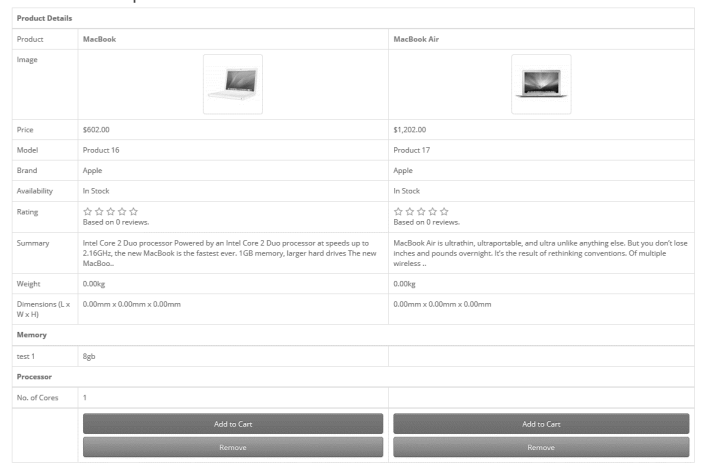 Product Details
Product MacBook MacBook Air
Image
Price $602.00 $1,202.00
Model Product 16 Product 17
Brand Apple Apple
Availability In Stock In Stock
Rating
Based on 0 reviews. Based on 0 reviews.
Summary Intel Core 2 Duo processor Powered by an Intel Core 2 Duo processor at speeds up to MacBook Air is ultrathin, ultraportable, and ultra unlike anything else. But you don't lose
2.16GHz, the new MacBook is the fastest ever. 1GB memory, larger hard drives The new inches and pounds overnight. It's the result of rethinking conventions. Of multiple
MacBoo.. wireless ..
Weight 0.00kg 0.00kg
Dimensions (L x 0.00mm x 0.00mm x 0.00mm 0.00mm x 0.00mm x 0.00mm
W x H)
Memory
test 1 8gb
Processor
No. of Cores 1
Add to Cart Add to Cart
Remove Remove